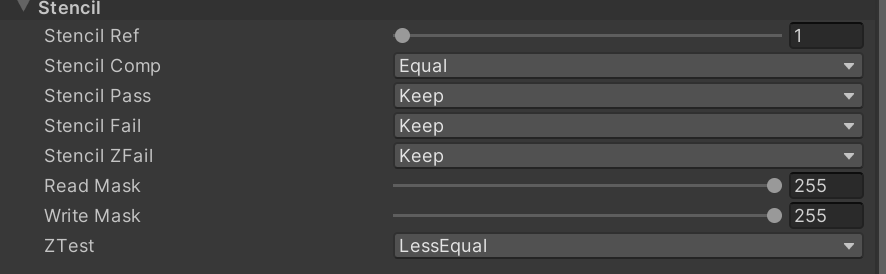 Stencil
Stencil Ref 1
Stencil Comp Equal
Stencil Pass Keep
Stencil Fail Keep
Stencil ZFail Keep
Read Mask 255
Write Mask 255
ZTest LessEqual